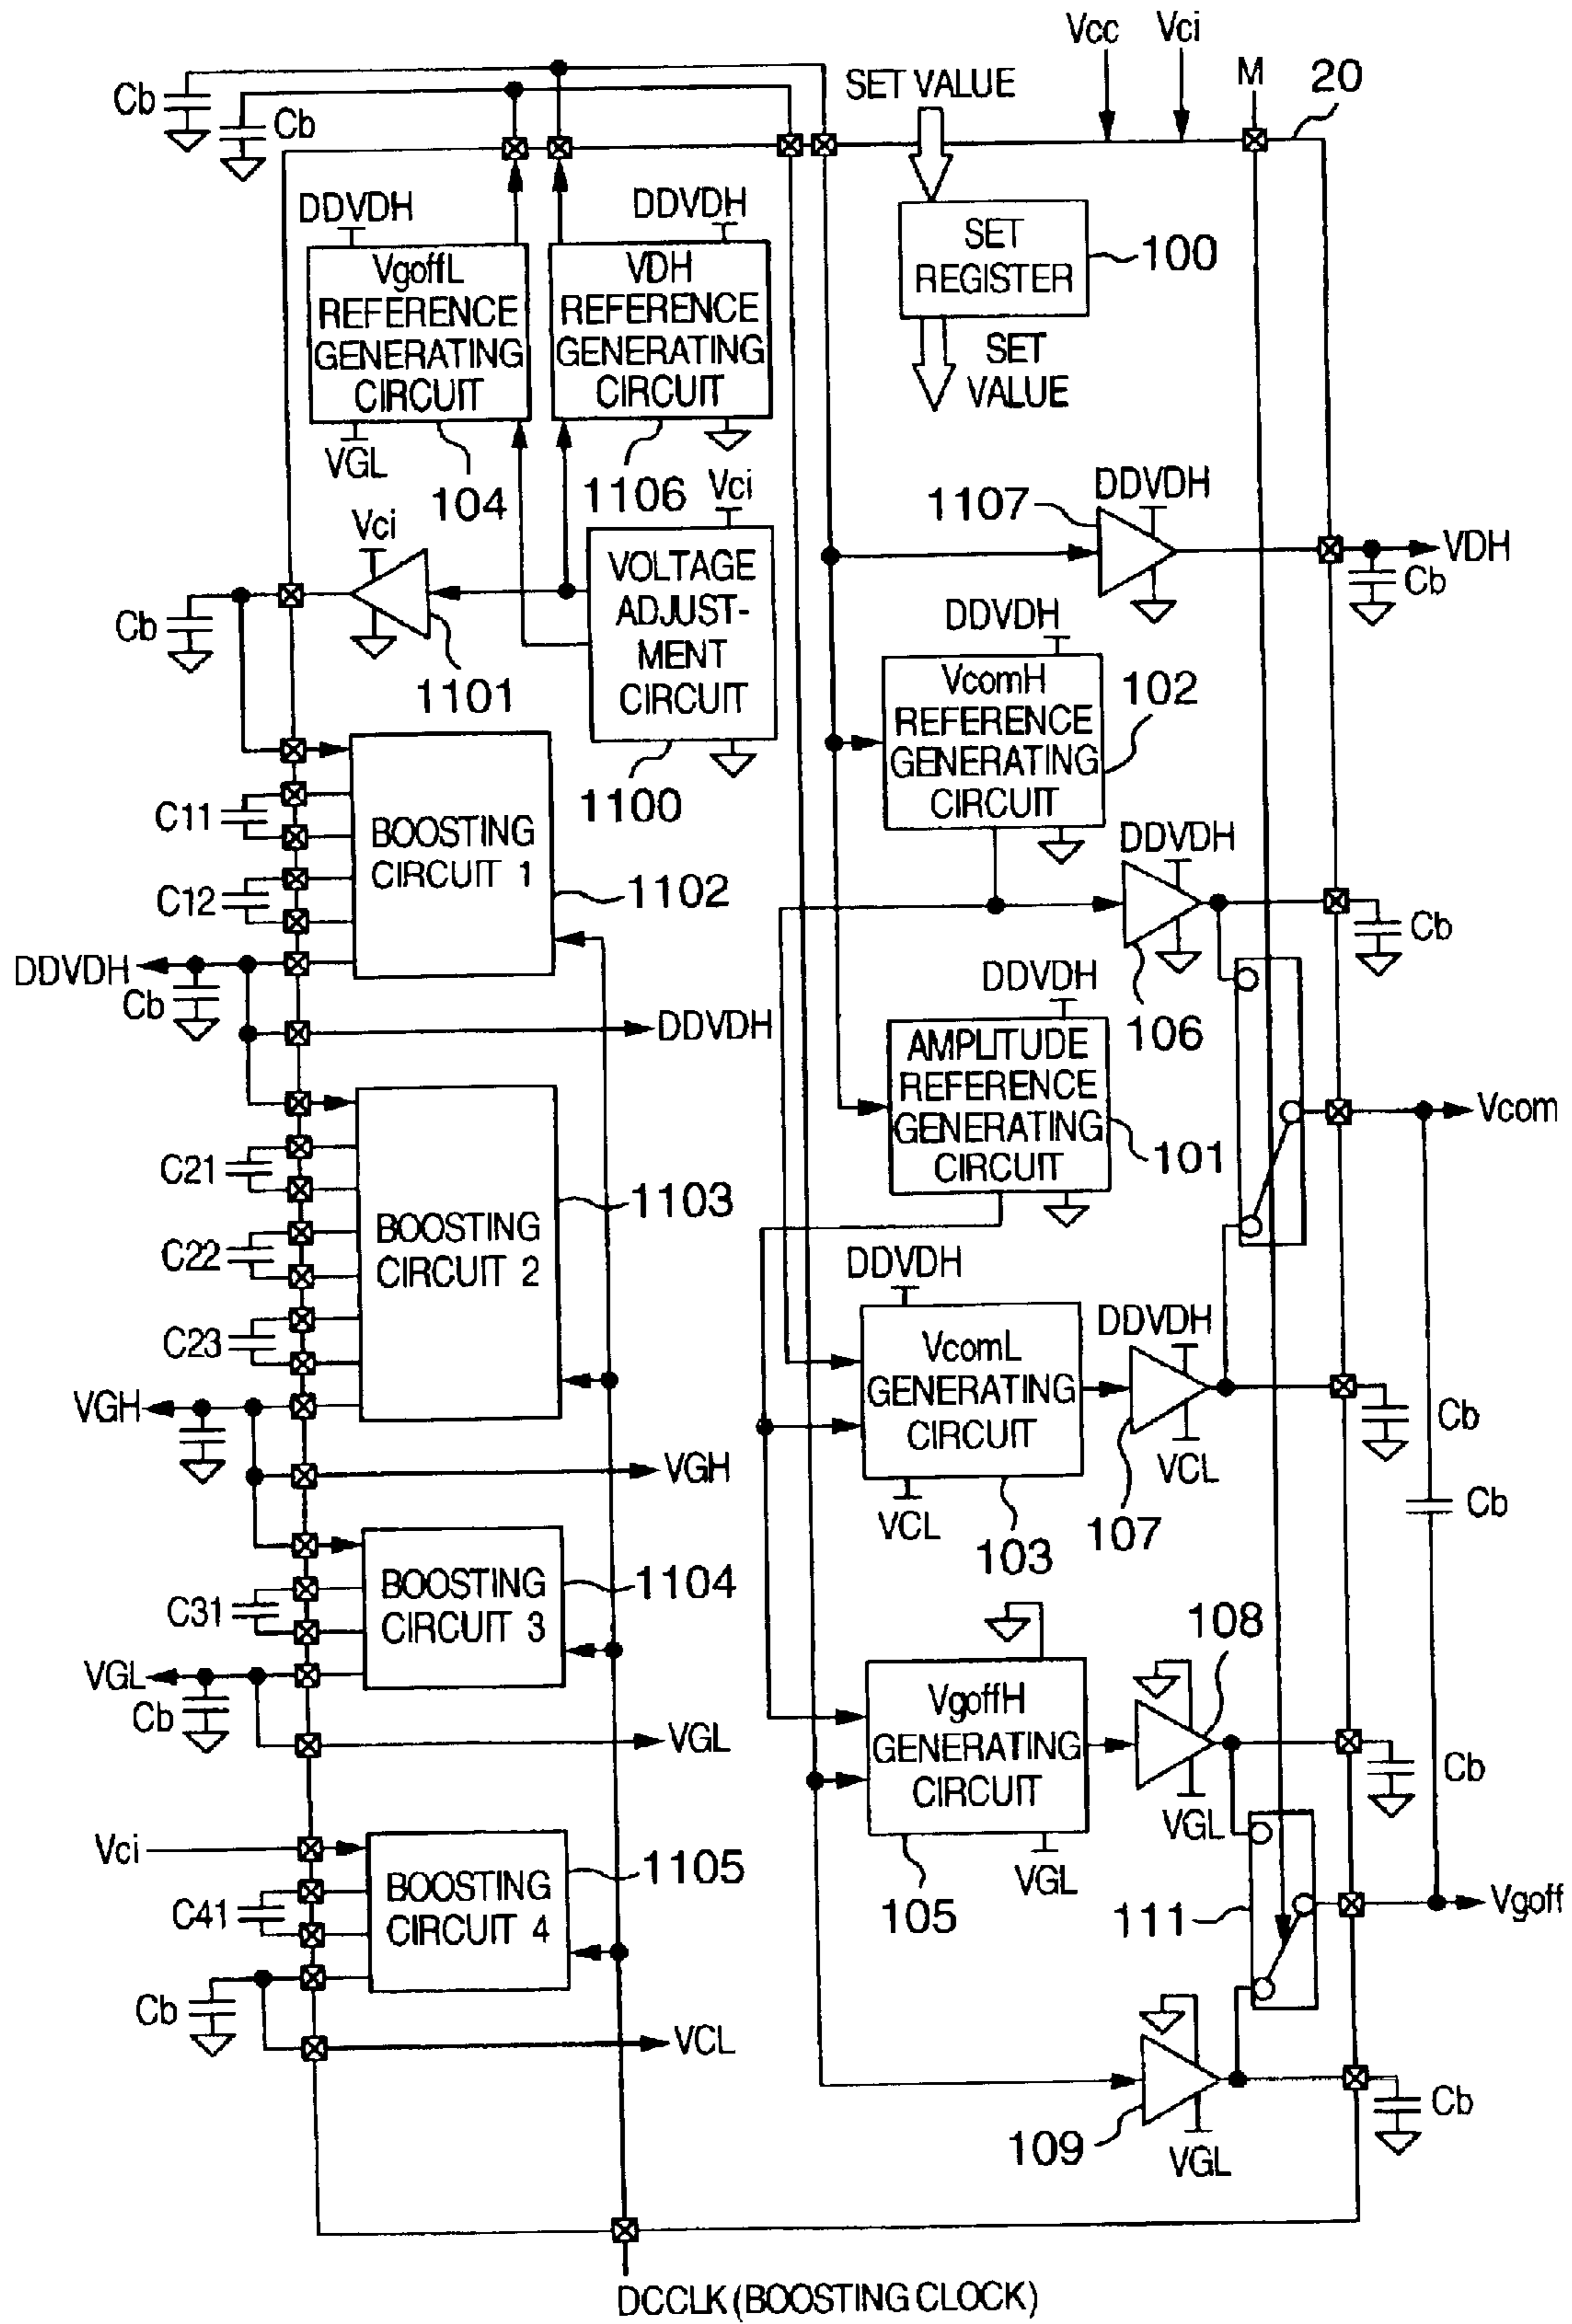 Vcc
Vci
M
20
SET VALUE
Cb
Cb
DDVDH
DDVDH
VgoffL
REFERENCE
GENERATING
CIRCUIT
VDH
REFERENCE
GENERATING
CIRCUIT
SET
REGISTER
100
SET
VALUE
VGL
104
1106
Vci
Vci
1107
DDVDH
VDH
Cb
VOLTAGE
ADJUST-
MENT
CIRCUIT
Cb
1101
1100
DDVDH
VcomH
REFERENCE
GENERATING
CIRCUIT
102
C11
C12
BOOSTING
CIRCUIT 1
1102
DDVDH
Cb
106
DDVDH
Cb
DDVDH
DDVDH
AMPLITUDE
REFERENCE
GENERATING
CIRCUIT
101
Vcom
C21
C22
C23
BOOSTING
CIRCUIT 2
1103
DDVDH
VcomL
GENERATING
CIRCUIT
VCL
103
DDVDH
VCL
107
Cb
Cb
VGH
VGH
C31
BOOSTING
CIRCUIT 3
1104
VGL
Cb
VGL
VgoffH
GENERATING
CIRCUIT
VGL
105
108
VGL
Cb
111
Vgoff
Vci
C41
BOOSTING
CIRCUIT 4
1105
Cb
VCL
109
VGL
Cb
DCCLK (BOOSTING CLOCK)